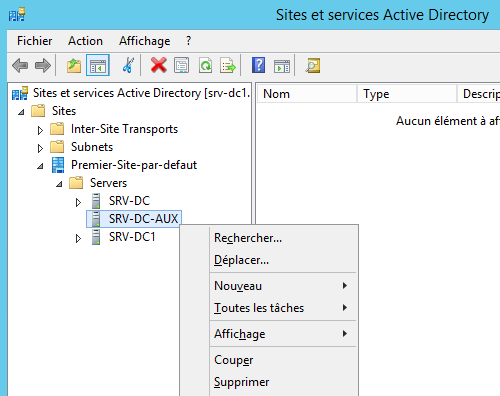 Sites et services Active Directory
Fichier Action Affichage ?
Sites et services Active Directory [srv-dc1.
Nom Type Descrip
Sites
Inter-Site Transports
Aucun élément à aff
Subnets
Premier-Site-par-defaut
Servers
SRV-DC
SRV-DC-AUX
SRV-DC1
Rechercher...
Déplacer...
Nouveau
Toutes les tâches
Affichage
Couper
Supprimer